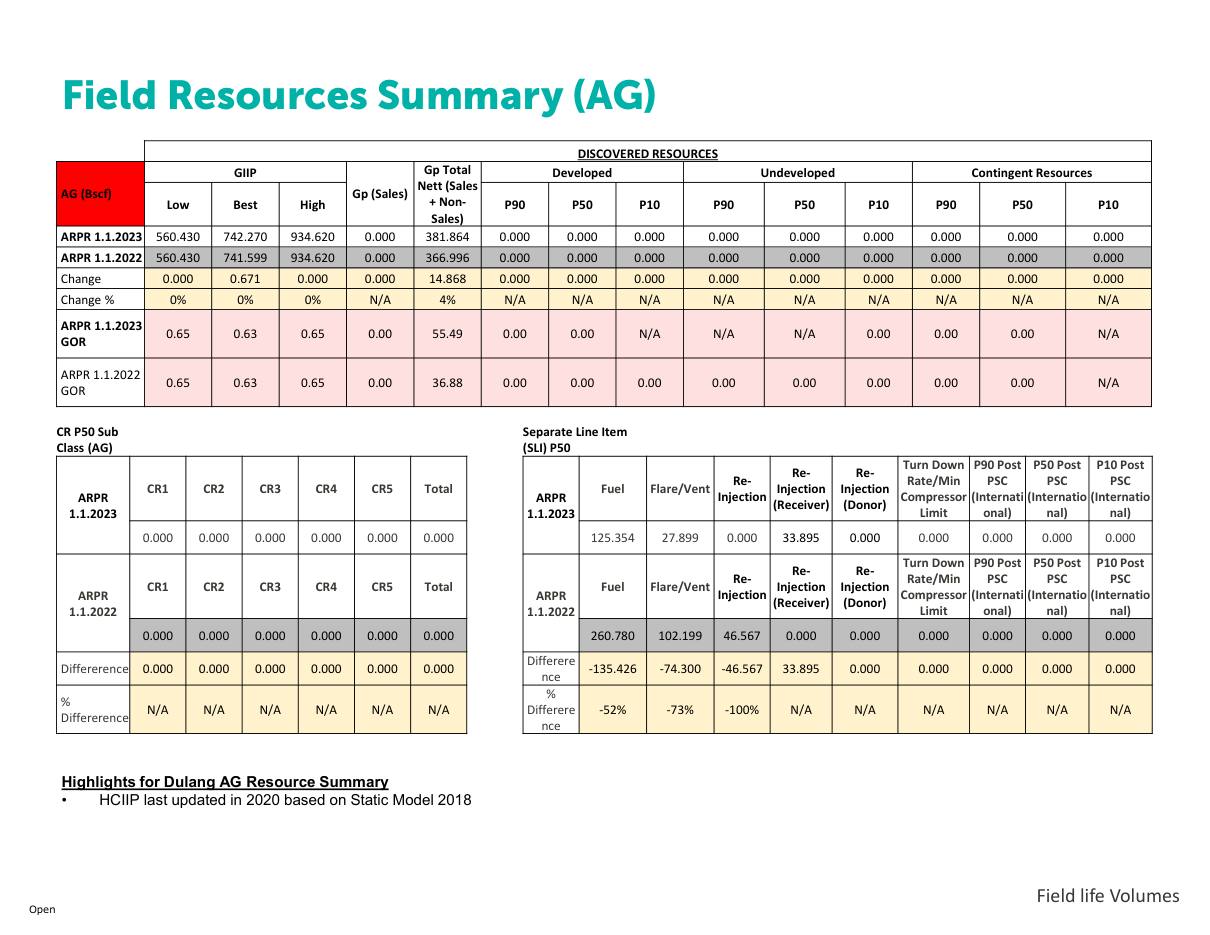 Field Resources Summary (AG)
DISCOVERED RESOURCES
AG (Bscf) GIIP Gp (Sales) Gp Total Nett (Sales + Non-Sales) Developed Undeveloped Contingent Resources
Low Best High P90 P50 P10 P90 P50 P10 P90 P50 P10
ARPR 1.1.2023 560.430 742.270 934.620 0.000 381.864 0.000 0.000 0.000 0.000 0.000 0.000 0.000 0.000 0.000
ARPR 1.1.2022 560.430 741.599 934.620 0.000 366.996 0.000 0.000 0.000 0.000 0.000 0.000 0.000 0.000 0.000
Change 0.000 0.671 0.000 0.000 14.868 0.000 0.000 0.000 0.000 0.000 0.000 0.000 0.000 0.000
Change % 0% 0% 0% N/A 4% N/A N/A N/A N/A N/A N/A N/A N/A N/A
ARPR 1.1.2023 GOR 0.65 0.63 0.65 0.00 55.49 0.00 0.00 N/A N/A N/A 0.00 0.00 0.00 N/A
ARPR 1.1.2022 GOR 0.65 0.63 0.65 0.00 36.88 0.00 0.00 0.00 0.00 0.00 0.00 0.00 0.00 N/A
CR P50 Sub
Class (AG)
ARPR 1.1.2023 CR1 CR2 CR3 CR4 CR5 Total
0.000 0.000 0.000 0.000 0.000 0.000
ARPR 1.1.2022 CR1 CR2 CR3 CR4 CR5 Total
0.000 0.000 0.000 0.000 0.000 0.000
Differerence 0.000 0.000 0.000 0.000 0.000 0.000
% Differerence N/A N/A N/A N/A N/A N/A
Separate Line Item
(SLI) P50
ARPR 1.1.2023 Fuel Flare/Vent Re-Injection Re-Injection (Receiver) Re-Injection (Donor) Turn Down Rate/Min Compressor Limit P90 Post PSC (International) P50 Post PSC (International) P10 Post PSC (International)
125.354 27.899 0.000 33.895 0.000 0.000 0.000 0.000 0.000
ARPR 1.1.2022 Fuel Flare/Vent Re-Injection Re-Injection (Receiver) Re-Injection (Donor) Turn Down Rate/Min Compressor Limit P90 Post PSC (International) P50 Post PSC (International) P10 Post PSC (International)
260.780 102.199 46.567 0.000 0.000 0.000 0.000 0.000 0.000
Difference -135.426 -74.300 -46.567 33.895 0.000 0.000 0.000 0.000 0.000
% Difference -52% -73% -100% N/A N/A N/A N/A N/A N/A
Highlights for Dulang AG Resource Summary
• HCIIP last updated in 2020 based on Static Model 2018
Field life Volumes
Open